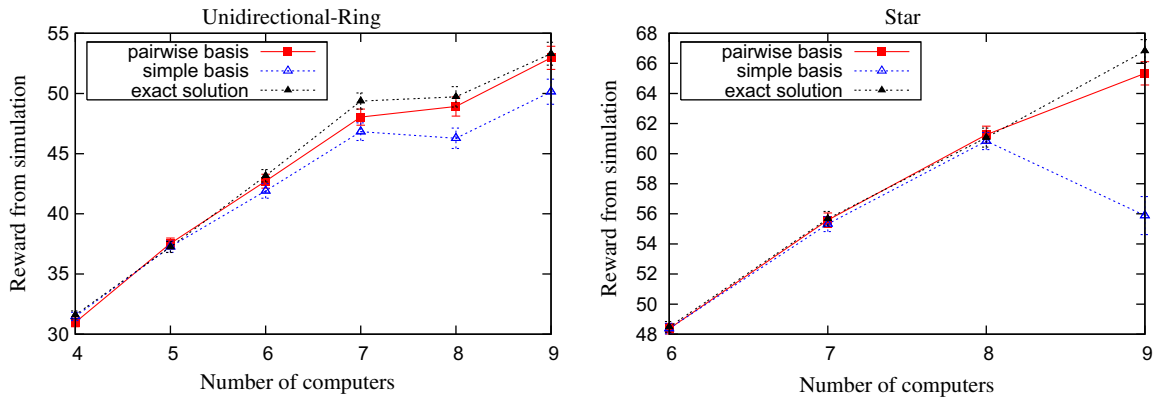 Unidirectional-Ring
55
50
45
40
35
30
pairwise basis
simple basis
exact solution
Reward from simulation
4 5 6 7 8 9
Number of computers
Star
68
66
64
62
60
58
56
54
52
50
48
pairwise basis
simple basis
exact solution
Reward from simulation
6 7 8 9
Number of computers